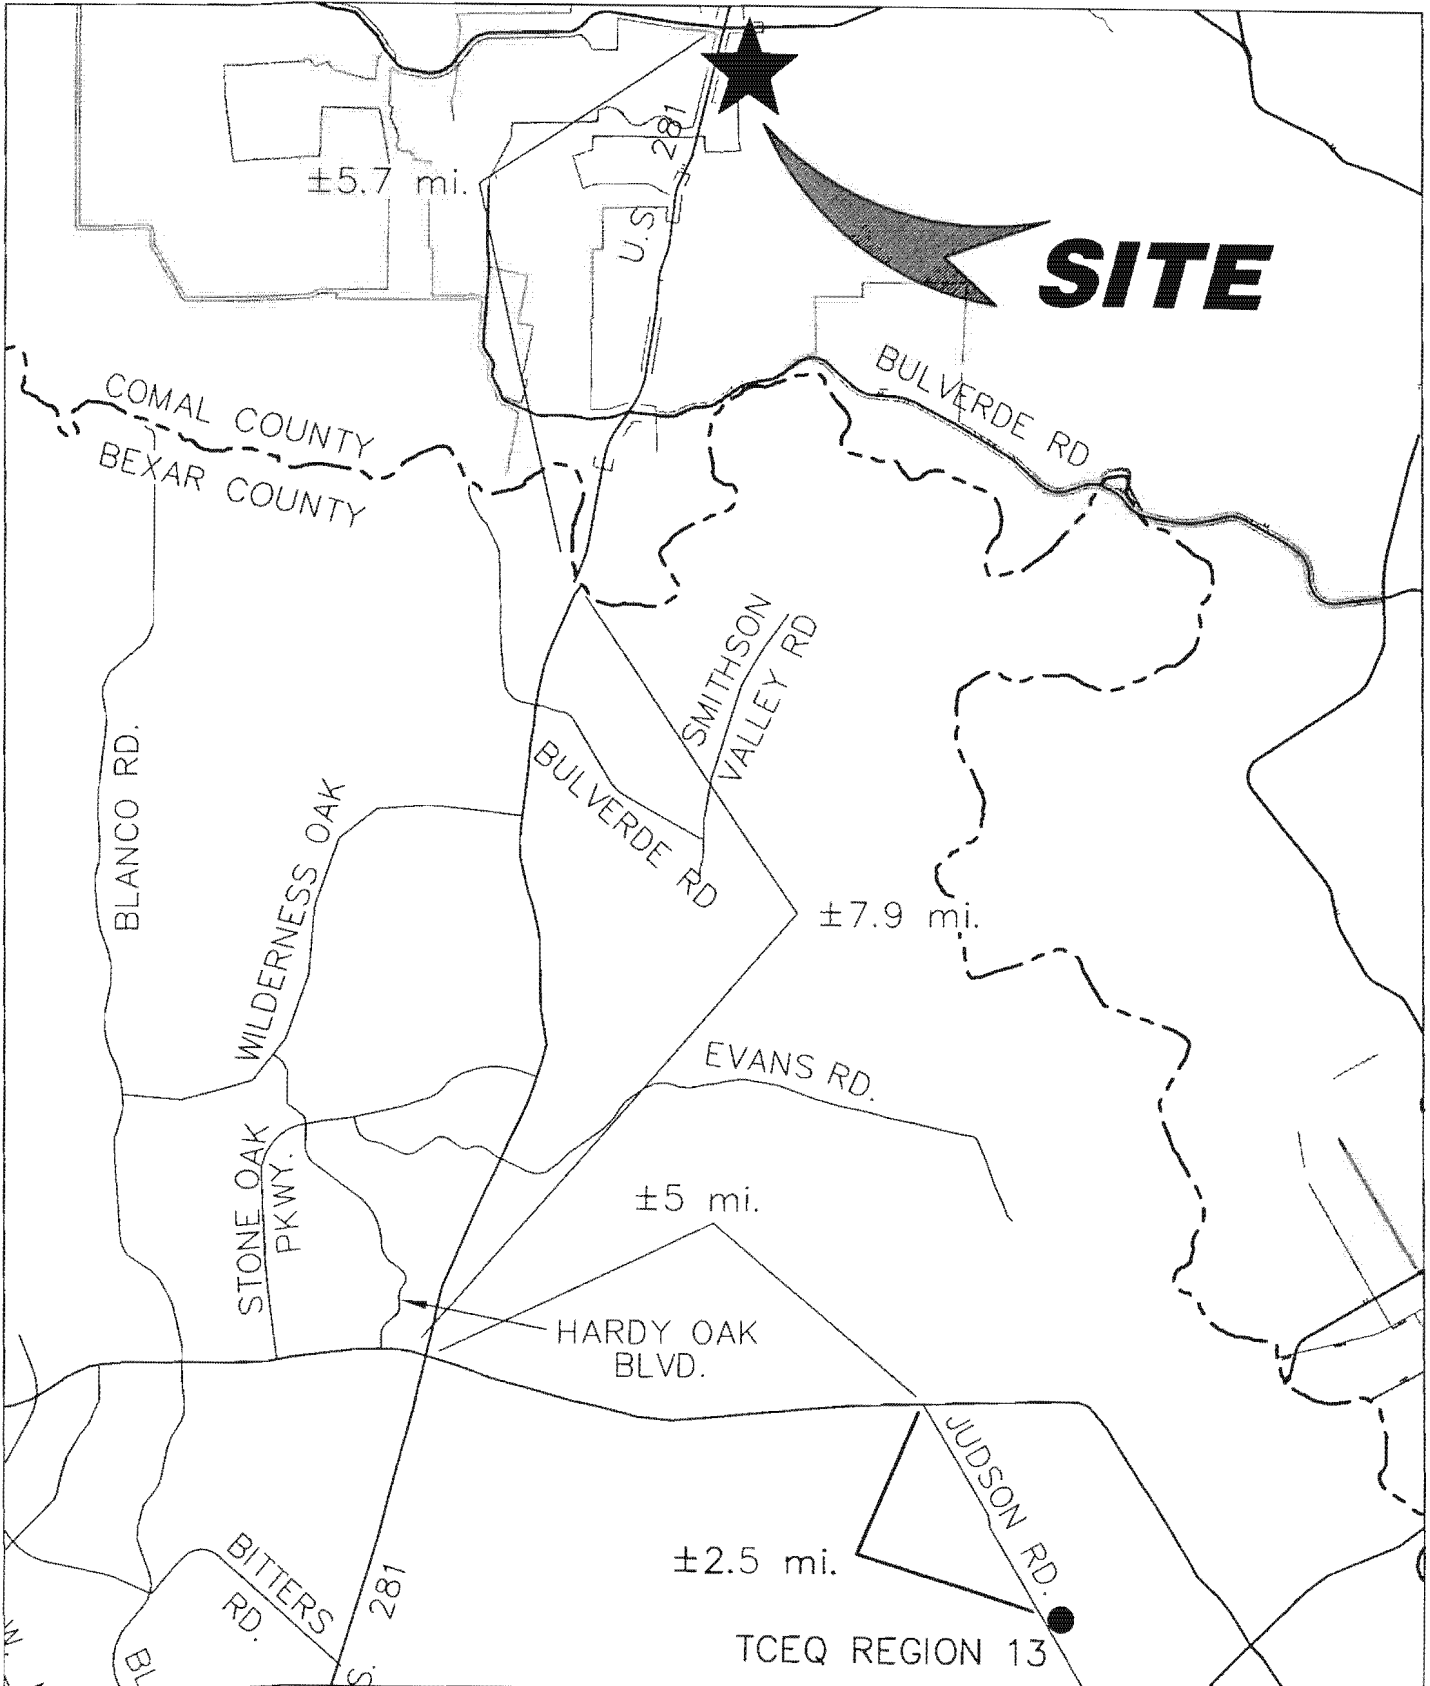 281
±5.7 mi.
U.S
SITE
COMAL COUNTY
BULVERDE RD
BEXAR COUNTY
SMITHSON
VALLEY RD
BLANCO RD.
BULVERDE RD
WILDERNESS OAK
±7.9 mi.
EVANS RD.
STONE OAK
PKWY.
±5 mi.
HARDY OAK
BLVD.
JUDSON RD.
BITTERS
RD.
281
±2.5 mi.
TCEQ REGION 13
W.
BL
S.